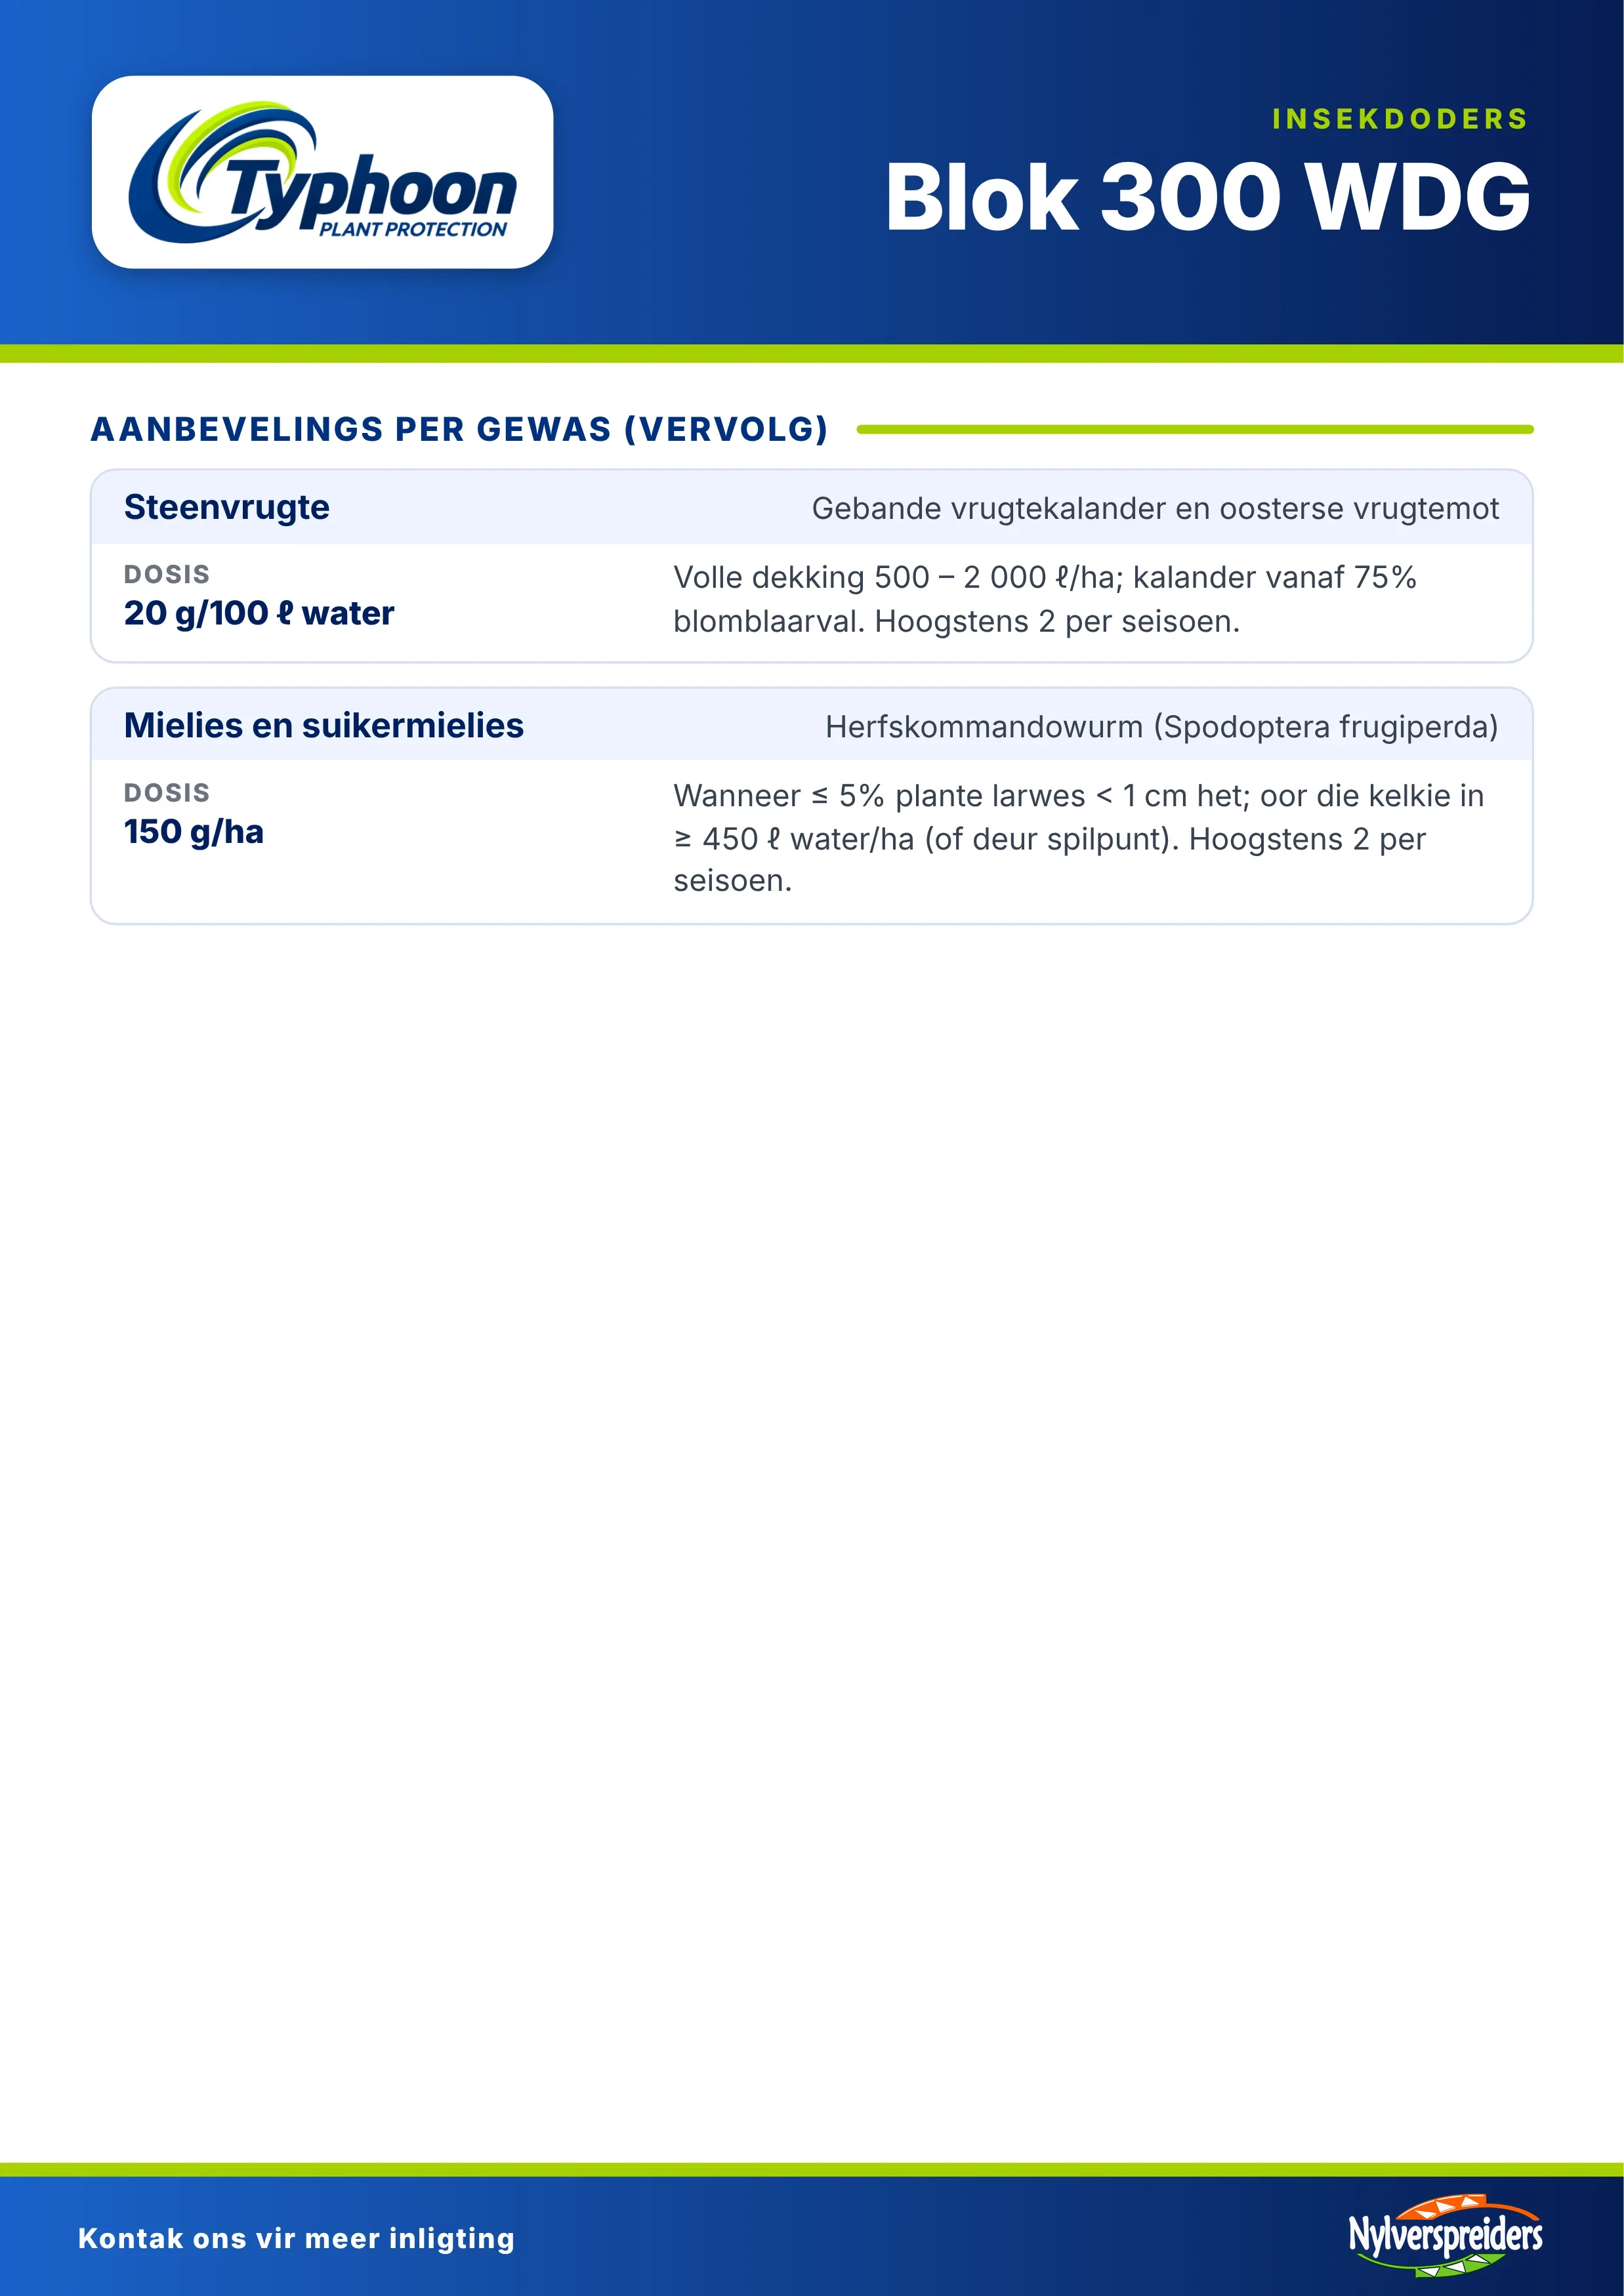 Typhoon
PLANT PROTECTION
INSEKDODERS
Blok 300 WDG
AANBEVELINGS PER GEWAS (VERVOLG)
Steenvrugte
Gebande vrugtekalander en oosterse vrugtemot
DOSIS
20 g/100 ℓ water
Volle dekking 500 – 2 000 ℓ/ha; kalander vanaf 75%
blomblaarval. Hoogstens 2 per seisoen.
Mielies en suikermielies
Herfskommandowurm (Spodoptera frugiperda)
DOSIS
150 g/ha
Wanneer ≤ 5% plante larwes < 1 cm het; oor die kelkie in
≥ 450 ℓ water/ha (of deur spilpunt). Hoogstens 2 per
seisoen.
Kontak ons vir meer inligting
Nylverspreiders